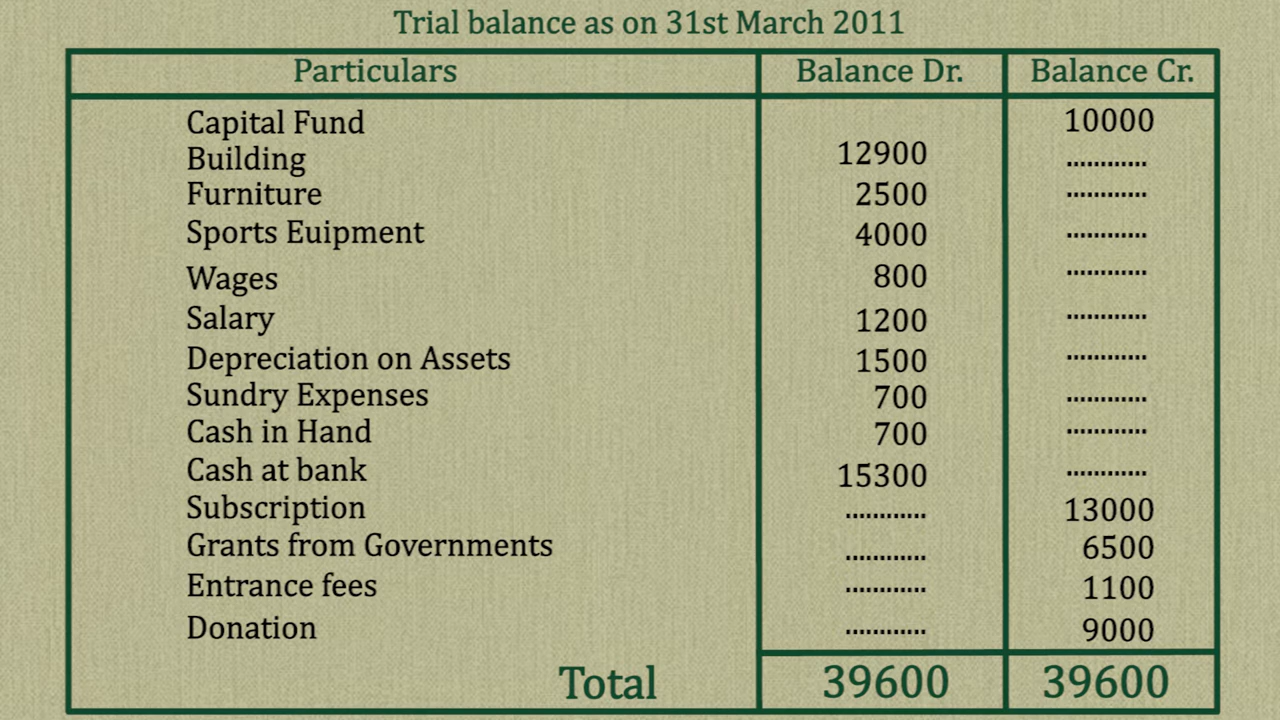 Trial balance as on 31st March 2011
Particulars Balance Dr. Balance Cr.
Capital Fund 10000
Building 12900 ............
Furniture 2500 ............
Sports Euipment 4000 ............
Wages 800 ............
Salary 1200 ............
Depreciation on Assets 1500 ............
Sundry Expenses 700 ............
Cash in Hand 700 ............
Cash at bank 15300 ............
Subscription ............ 13000
Grants from Governments ............ 6500
Entrance fees ............ 1100
Donation ............ 9000
Total 39600 39600